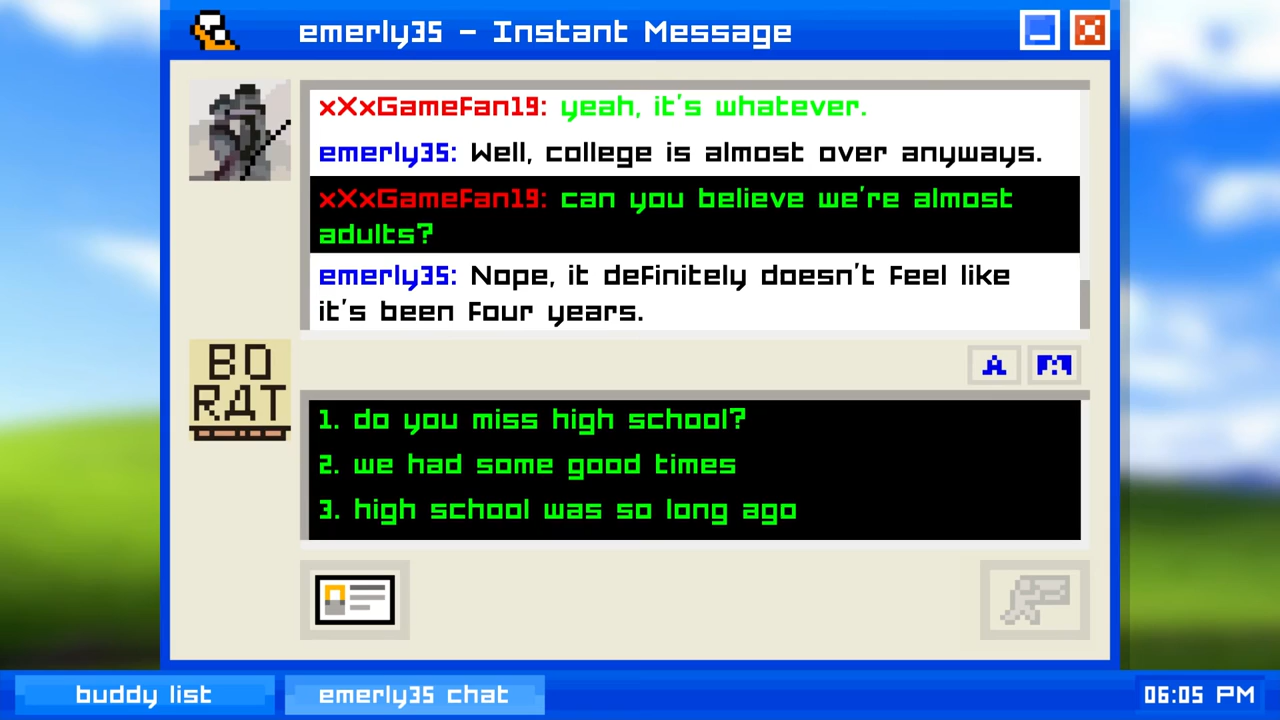 emerly35 - Instant Message
xXxGameFan19: yeah, it's whatever.
emerly35: Well, college is almost over anyways.
xXxGameFan19: can you believe we're almost
adults?
emerly35: Nope, it definitely doesn't feel like
it's been four years.
BO
RAT
A
1. do you miss high school?
2. we had some good times
3. high school was so long ago
buddy list
emerly35 chat
06:05 PM